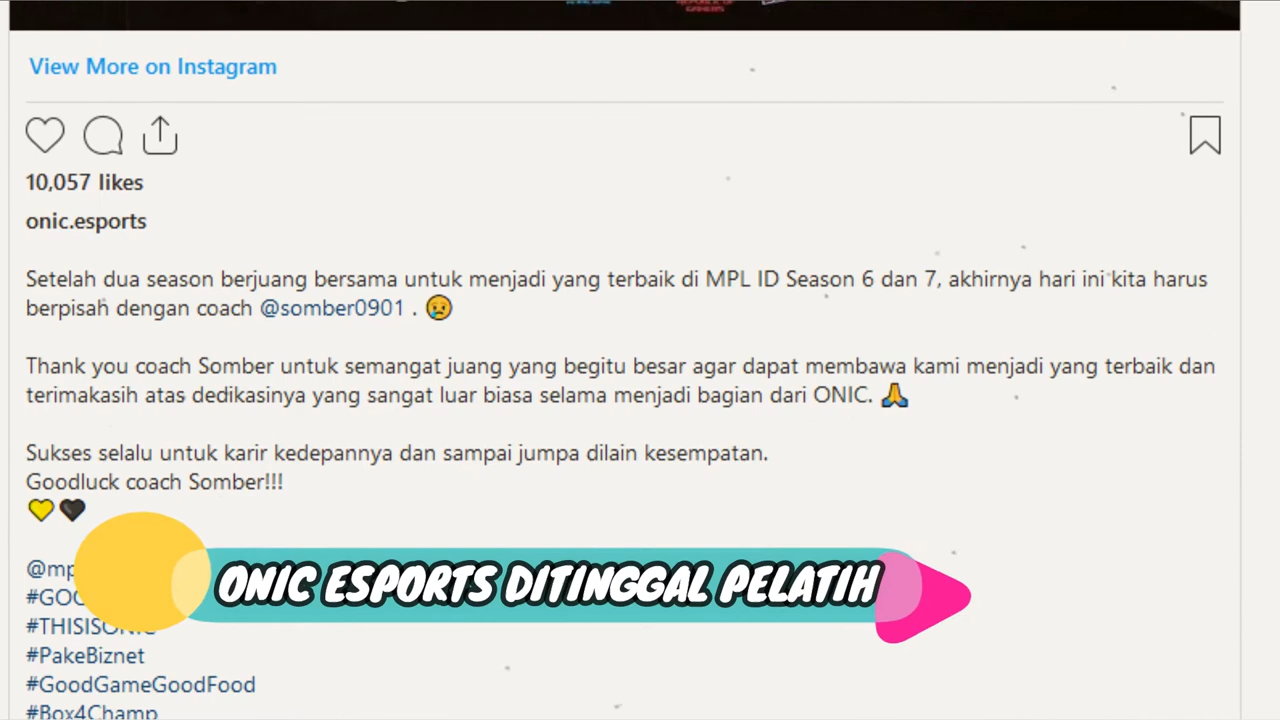 View More on Instagram
10,057 likes
onic.esports
Setelah dua season berjuang bersama untuk menjadi yang terbaik di MPL ID Season 6 dan 7, akhirnya hari ini kita harus
berpisah dengan coach @somber0901 . 😢
Thank you coach Somber untuk semangat juang yang begitu besar agar dapat membawa kami menjadi yang terbaik dan
terimakasih atas dedikasinya yang sangat luar biasa selama menjadi bagian dari ONIC. 🙏
Sukses selalu untuk karir kedepannya dan sampai jumpa dilain kesempatan.
Goodluck coach Somber!!!
💛🖤
ONIC ESPORTS DITINGGAL PELATIH
#THISISONIC
#PakeBiznet
#GoodGameGoodFood
#Box4Champ